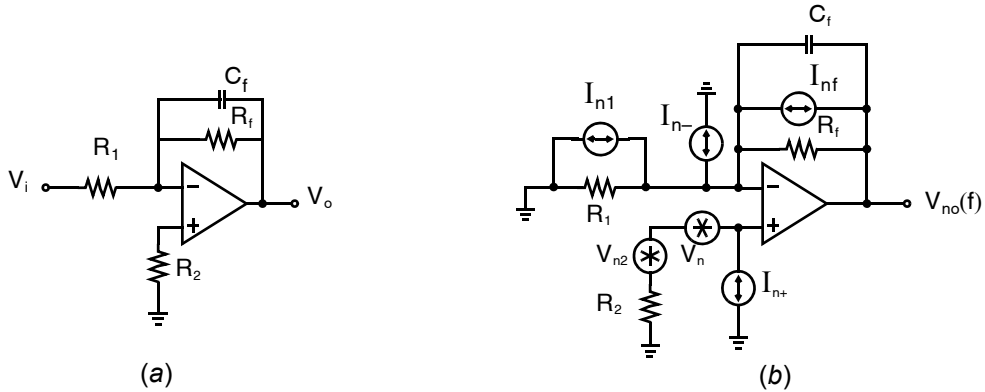 C_f
R_f
R_1
V_i
−
+
V_o
R_2
(a)
C_f
I_nf
R_f
I_n1
I_n−
R_1
−
+
V_no(f)
V_n2
V_n
R_2
I_n+
(b)